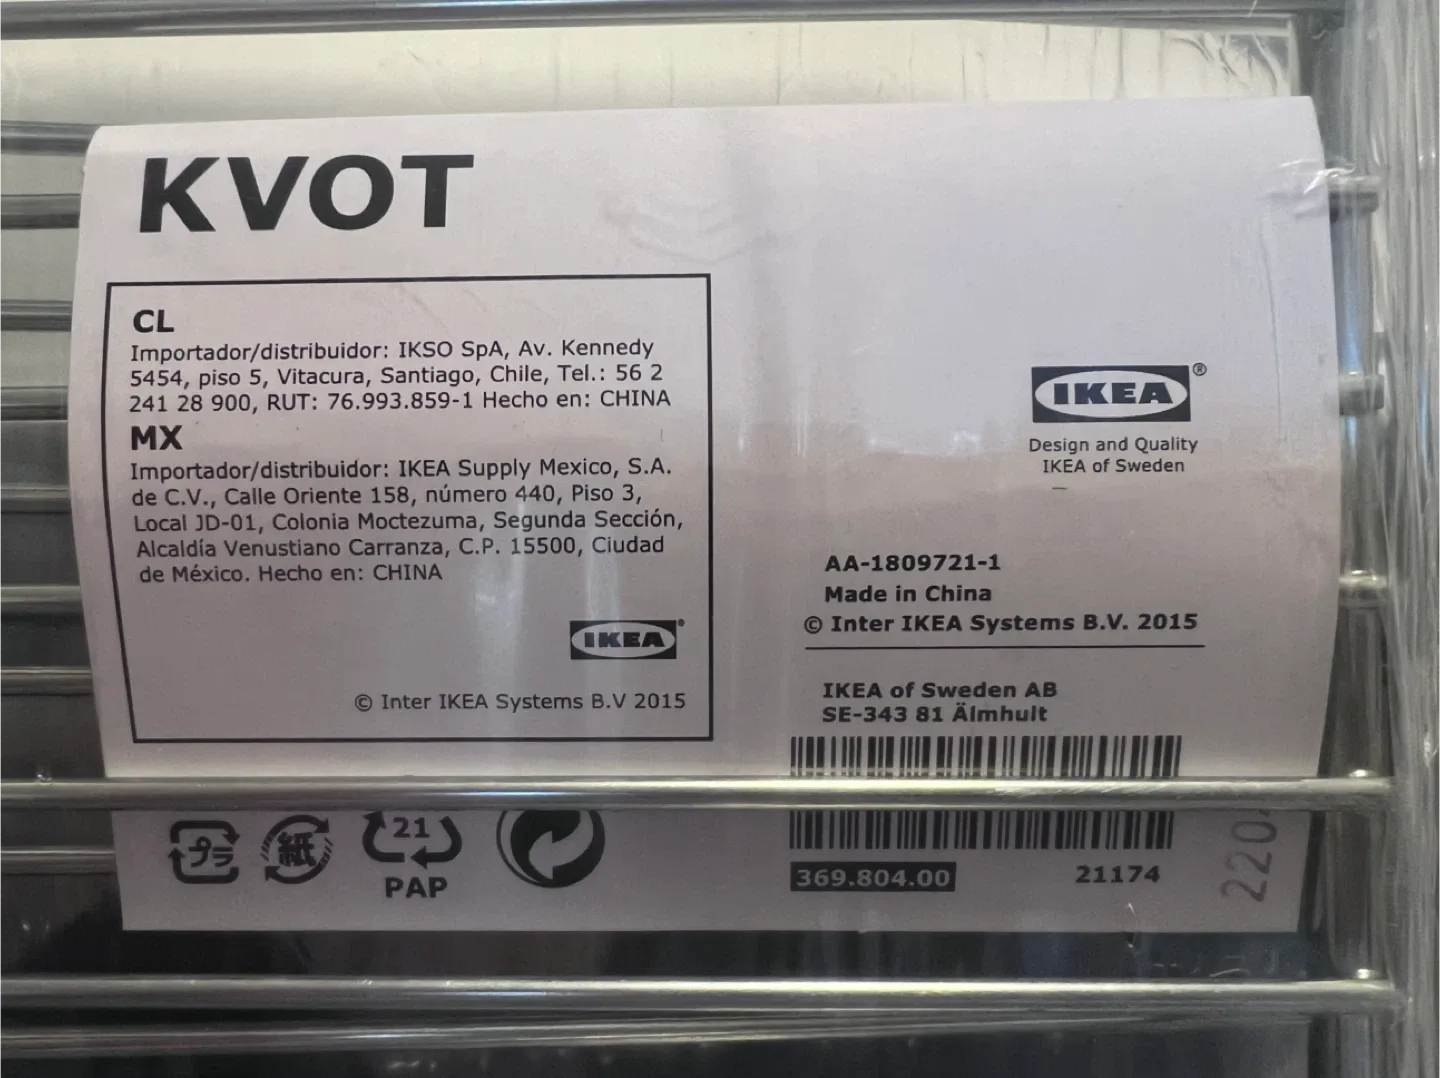 KVOT
CL
Importador/distribuidor: IKSO SpA, Av. Kennedy
5454, piso 5, Vitacura, Santiago, Chile, Tel.: 56 2
241 28 900, RUT: 76.993.859-1 Hecho en: CHINA
MX
Importador/distribuidor: IKEA Supply Mexico, S.A.
de C.V., Calle Oriente 158, número 440, Piso 3,
Local JD-01, Colonia Moctezuma, Segunda Sección,
Alcaldía Venustiano Carranza, C.P. 15500, Ciudad
de México. Hecho en: CHINA
IKEA®
© Inter IKEA Systems B.V 2015
IKEA®
Design and Quality
IKEA of Sweden
AA-1809721-1
Made in China
© Inter IKEA Systems B.V. 2015
IKEA of Sweden AB
SE-343 81 Älmhult
プラ
紙
21
PAP
369.804.00
21174